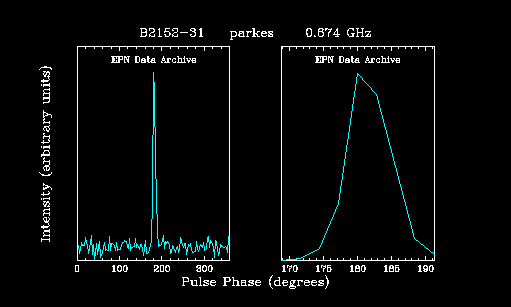 B2152-31 parkes 0.674 GHz
EPN Data Archive EPN Data Archive
Intensity (arbitrary units)
0 100 200 300 170 175 180 185 190
Pulse Phase (degrees)